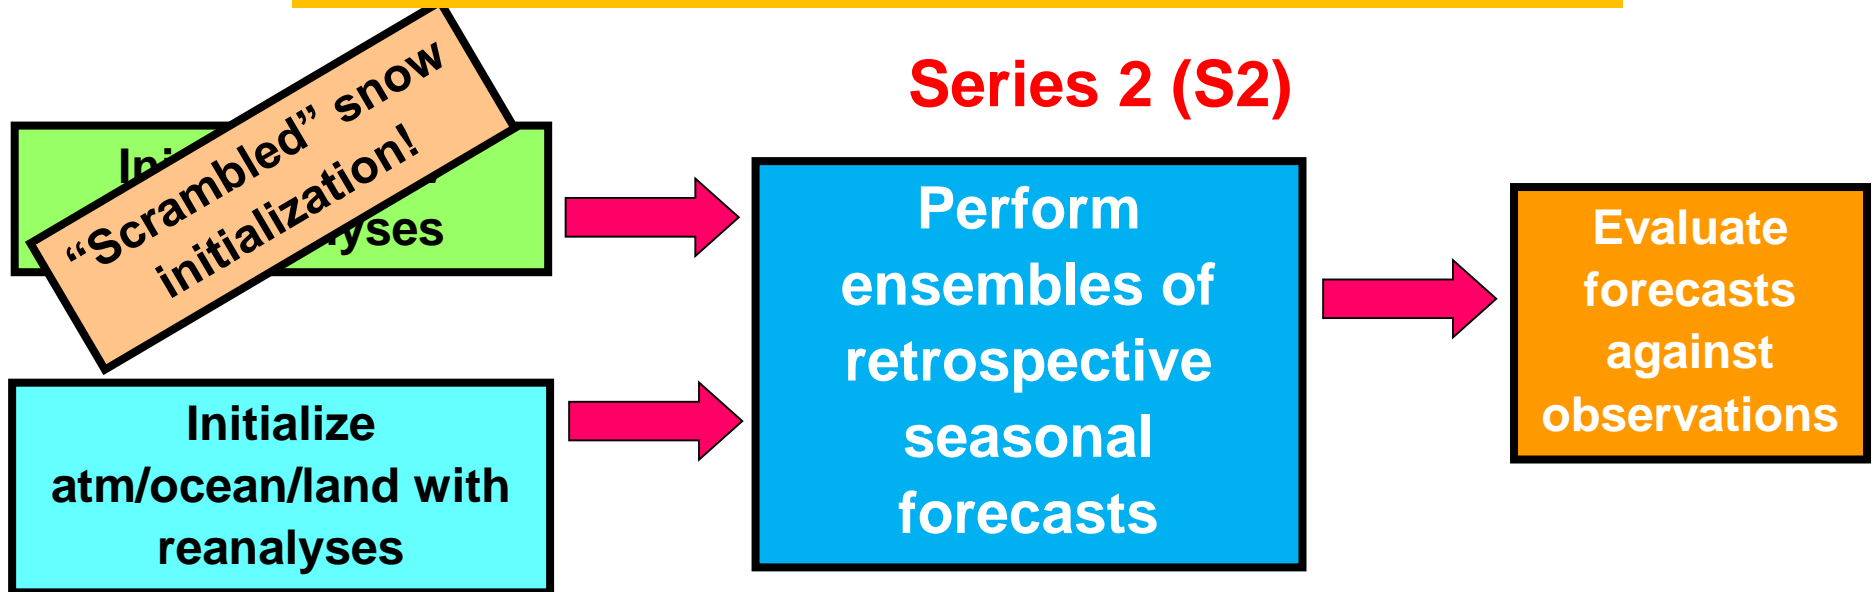 Series 2 (S2)
“Scrambled” snow
initialization!
yses
Initialize
atm/ocean/land with
reanalyses
Perform
ensembles of
retrospective
seasonal
forecasts
Evaluate
forecasts
against
observations